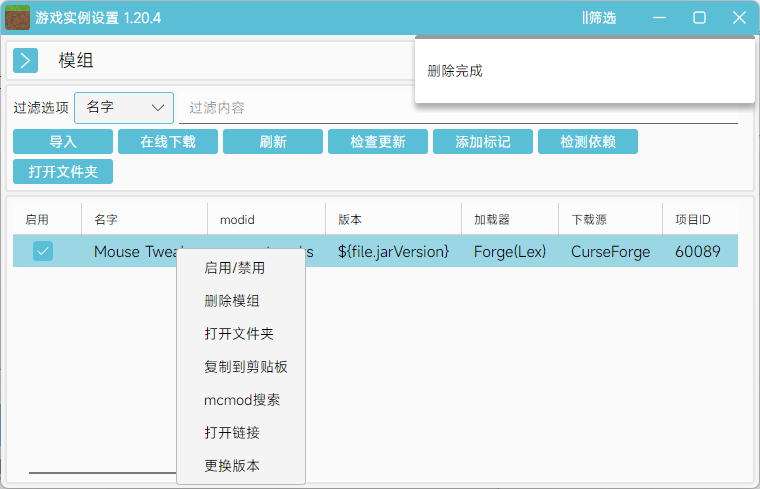 游戏实例设置 1.20.4
筛选
模组
删除完成
过滤选项 名字 过滤内容
导入 在线下载 刷新 检查更新 添加标记 检测依赖
打开文件夹
启用 名字 modid 版本 加载器 下载源 项目ID
Mouse ${file.jarVersion} Forge(Lex) CurseForge 60089
启用/禁用
删除模组
打开文件夹
复制到剪贴板
mcmod搜索
打开链接
更换版本